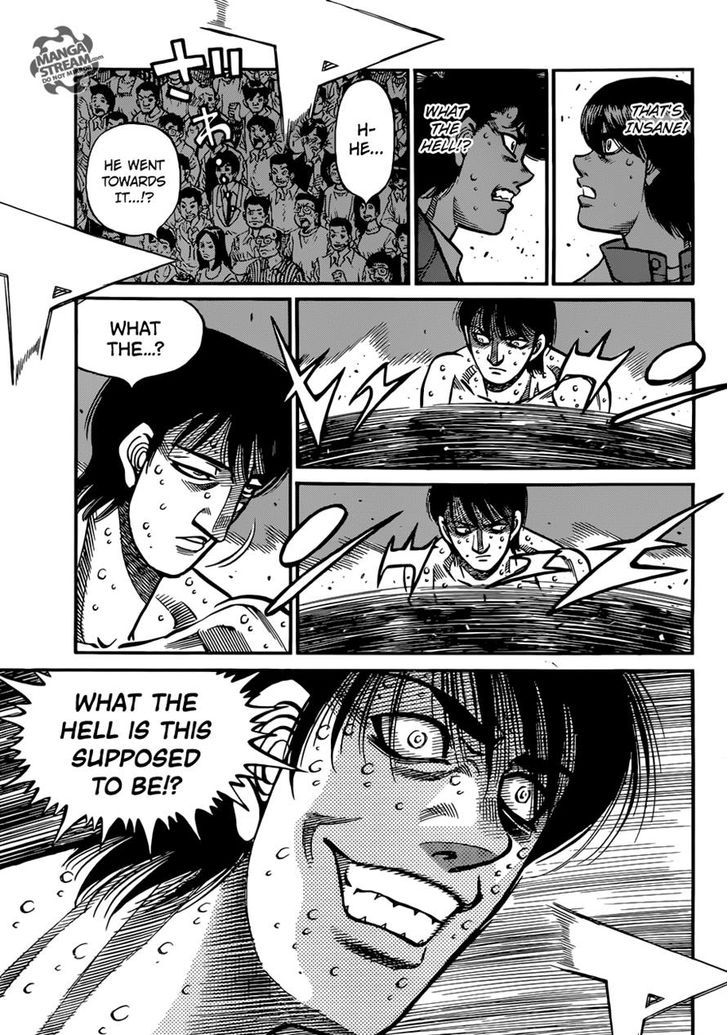 MANGA
STREAM.com
DO NOT MIRROR
THAT'S
INSANE!
WHAT
THE
HELL!?
H-
HE...
HE WENT
TOWARDS
IT...!?
わ
WHAT
THE...?
WHAT THE
HELL IS THIS
SUPPOSED
TO BE!?